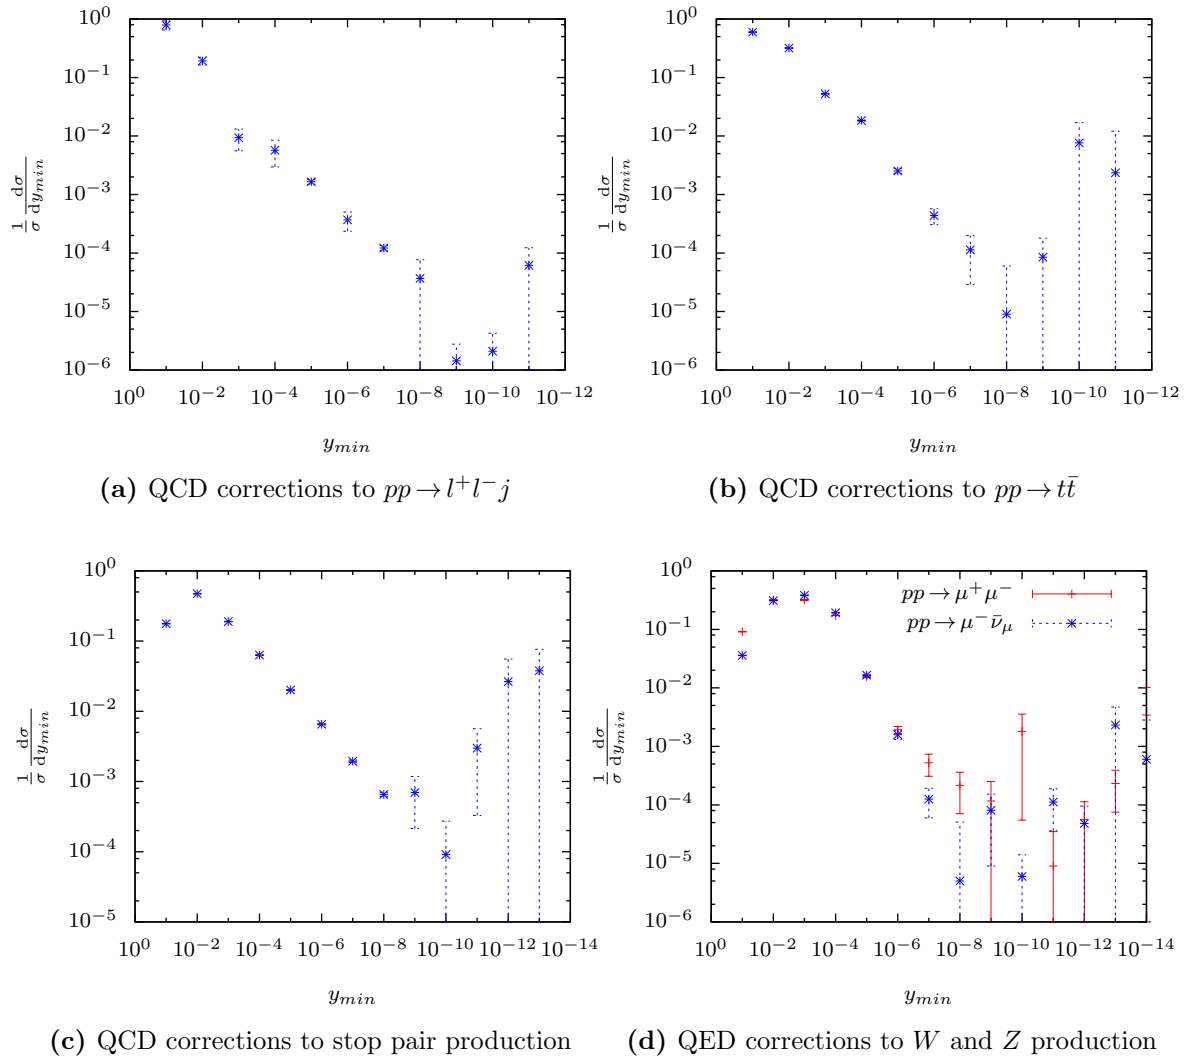 10^0
10^-1
10^-2
10^-3
10^-4
10^-5
10^-6
10^0 10^-2 10^-4 10^-6 10^-8 10^-10 10^-12
1/σ dσ/dy_min
y_min
(a) QCD corrections to pp → l^+ l^- j
10^0
10^-1
10^-2
10^-3
10^-4
10^-5
10^-6
10^0 10^-2 10^-4 10^-6 10^-8 10^-10 10^-12
1/σ dσ/dy_min
y_min
(b) QCD corrections to pp → tt̄
10^0
10^-1
10^-2
10^-3
10^-4
10^-5
10^0 10^-2 10^-4 10^-6 10^-8 10^-10 10^-12 10^-14
1/σ dσ/dy_min
y_min
(c) QCD corrections to stop pair production
10^0
10^-1
10^-2
10^-3
10^-4
10^-5
10^-6
10^0 10^-2 10^-4 10^-6 10^-8 10^-10 10^-12 10^-14
1/σ dσ/dy_min
y_min
pp → μ^+ μ^-
pp → μ^- ν̄_μ
(d) QED corrections to W and Z production